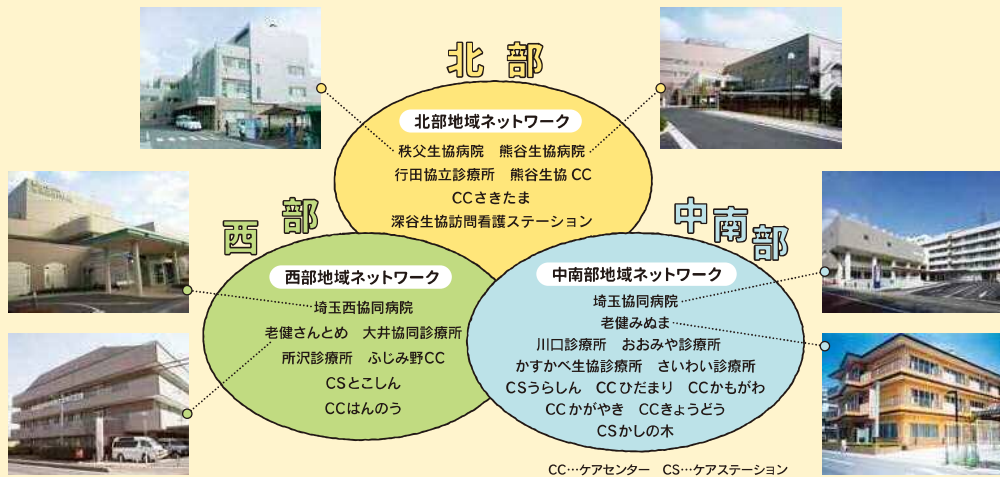 北部
北部地域ネットワーク
秩父生協病院 熊谷生協病院
行田協立診療所 熊谷生協CC
CCさきたま
深谷生協訪問看護ステーション
西部
西部地域ネットワーク
埼玉西協同病院
老健さんとめ 大井協同診療所
所沢診療所 ふじみ野CC
CSとこしん
CCはんのう
中南部
中南部地域ネットワーク
埼玉協同病院
老健みぬま
川口診療所 おおみや診療所
かすかべ生協診療所 さいわい診療所
CSうらしん CCひだまり CCかもがわ
CCかがやき CCきょうどう
CSかしの木
CC…ケアセンター CS…ケアステーション